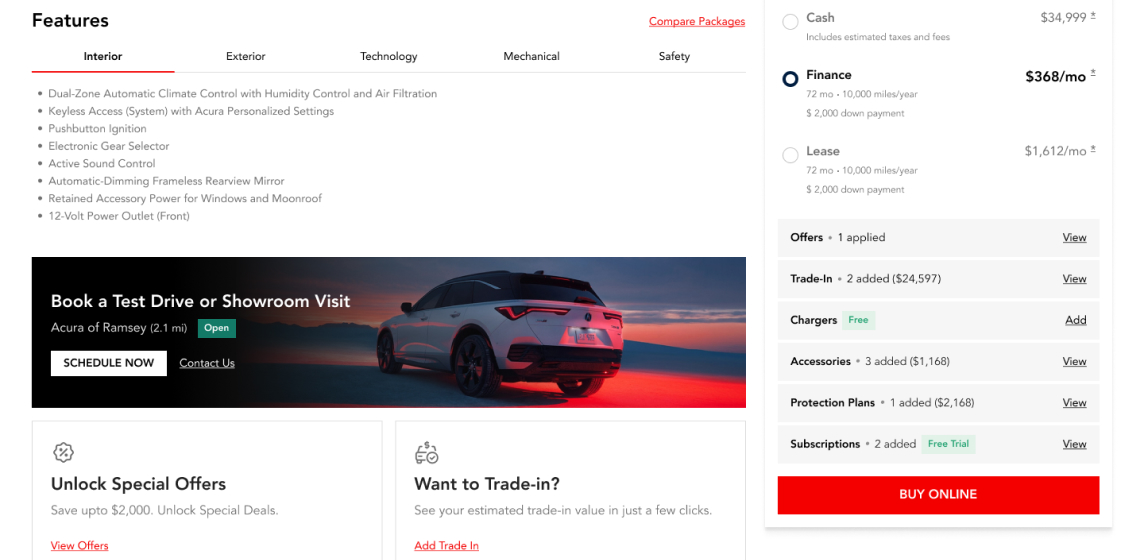 Features
Compare Packages
Interior Exterior Technology Mechanical Safety
• Dual-Zone Automatic Climate Control with Humidity Control and Air Filtration
• Keyless Access (System) with Acura Personalized Settings
• Pushbutton Ignition
• Electronic Gear Selector
• Active Sound Control
• Automatic-Dimming Frameless Rearview Mirror
• Retained Accessory Power for Windows and Moonroof
• 12-Volt Power Outlet (Front)
Book a Test Drive or Showroom Visit
Acura of Ramsey (2.1 mi) Open
SCHEDULE NOW Contact Us
Unlock Special Offers
Save upto $2,000. Unlock Special Deals.
View Offers
Want to Trade-in?
See your estimated trade-in value in just a few clicks.
Add Trade In
Cash $34,999 *
Includes estimated taxes and fees
Finance $368/mo *
72 mo • 10,000 miles/year
$ 2,000 down payment
Lease $1,612/mo *
72 mo • 10,000 miles/year
$ 2,000 down payment
Offers • 1 applied View
Trade-In • 2 added ($24,597) View
Chargers Free Add
Accessories • 3 added ($1,168) View
Protection Plans • 1 added ($2,168) View
Subscriptions • 2 added Free Trial View
BUY ONLINE